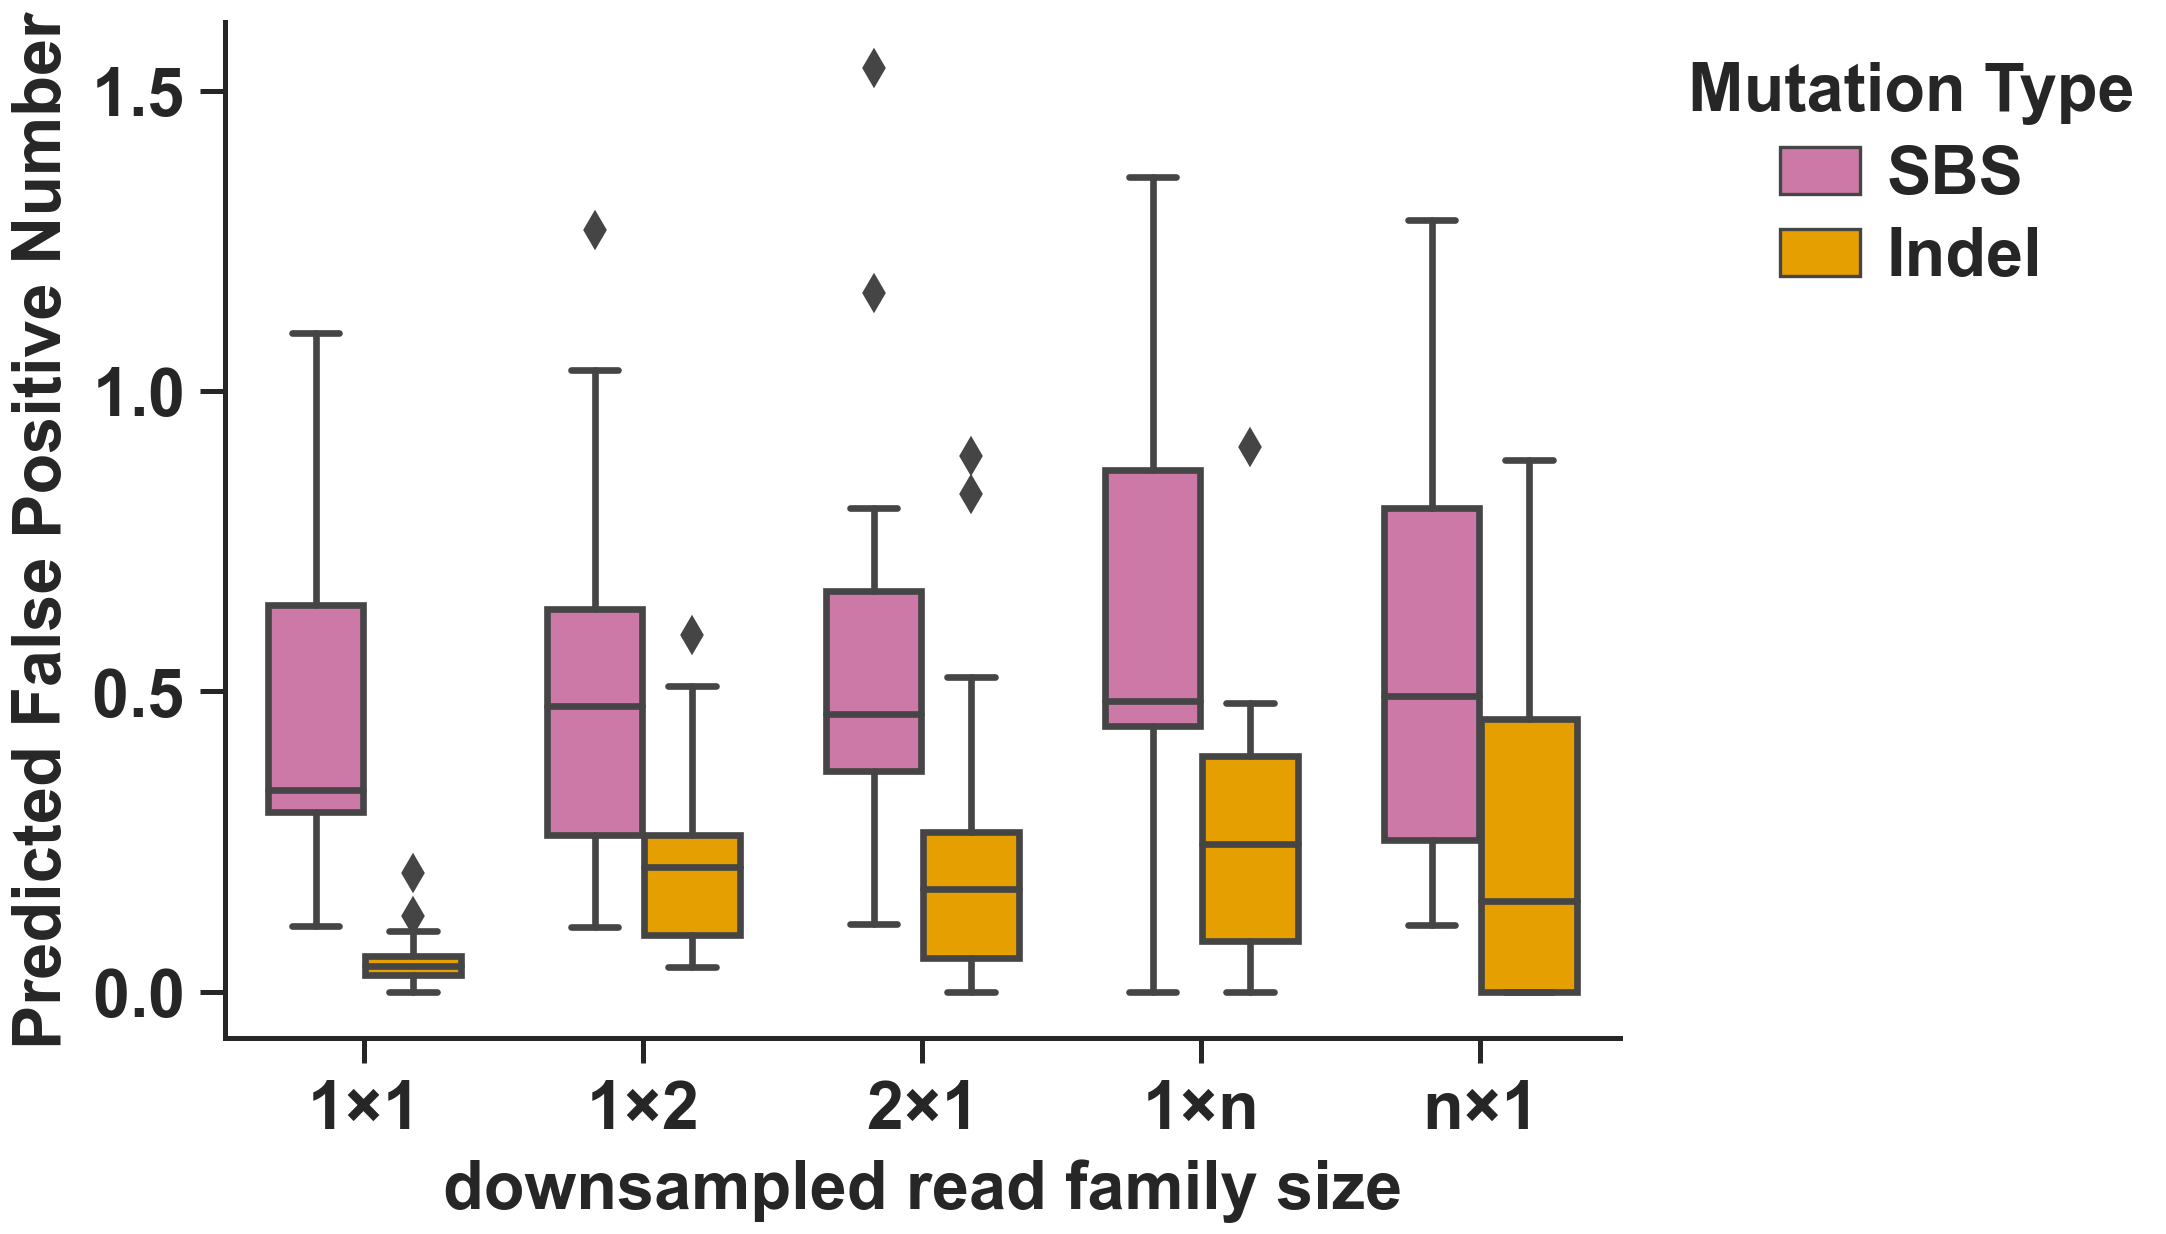 Predicted False Positive Number
1.5
1.0
0.5
0.0
1×1
1×2
2×1
1×n
n×1
downsampled read family size
Mutation Type
SBS
Indel